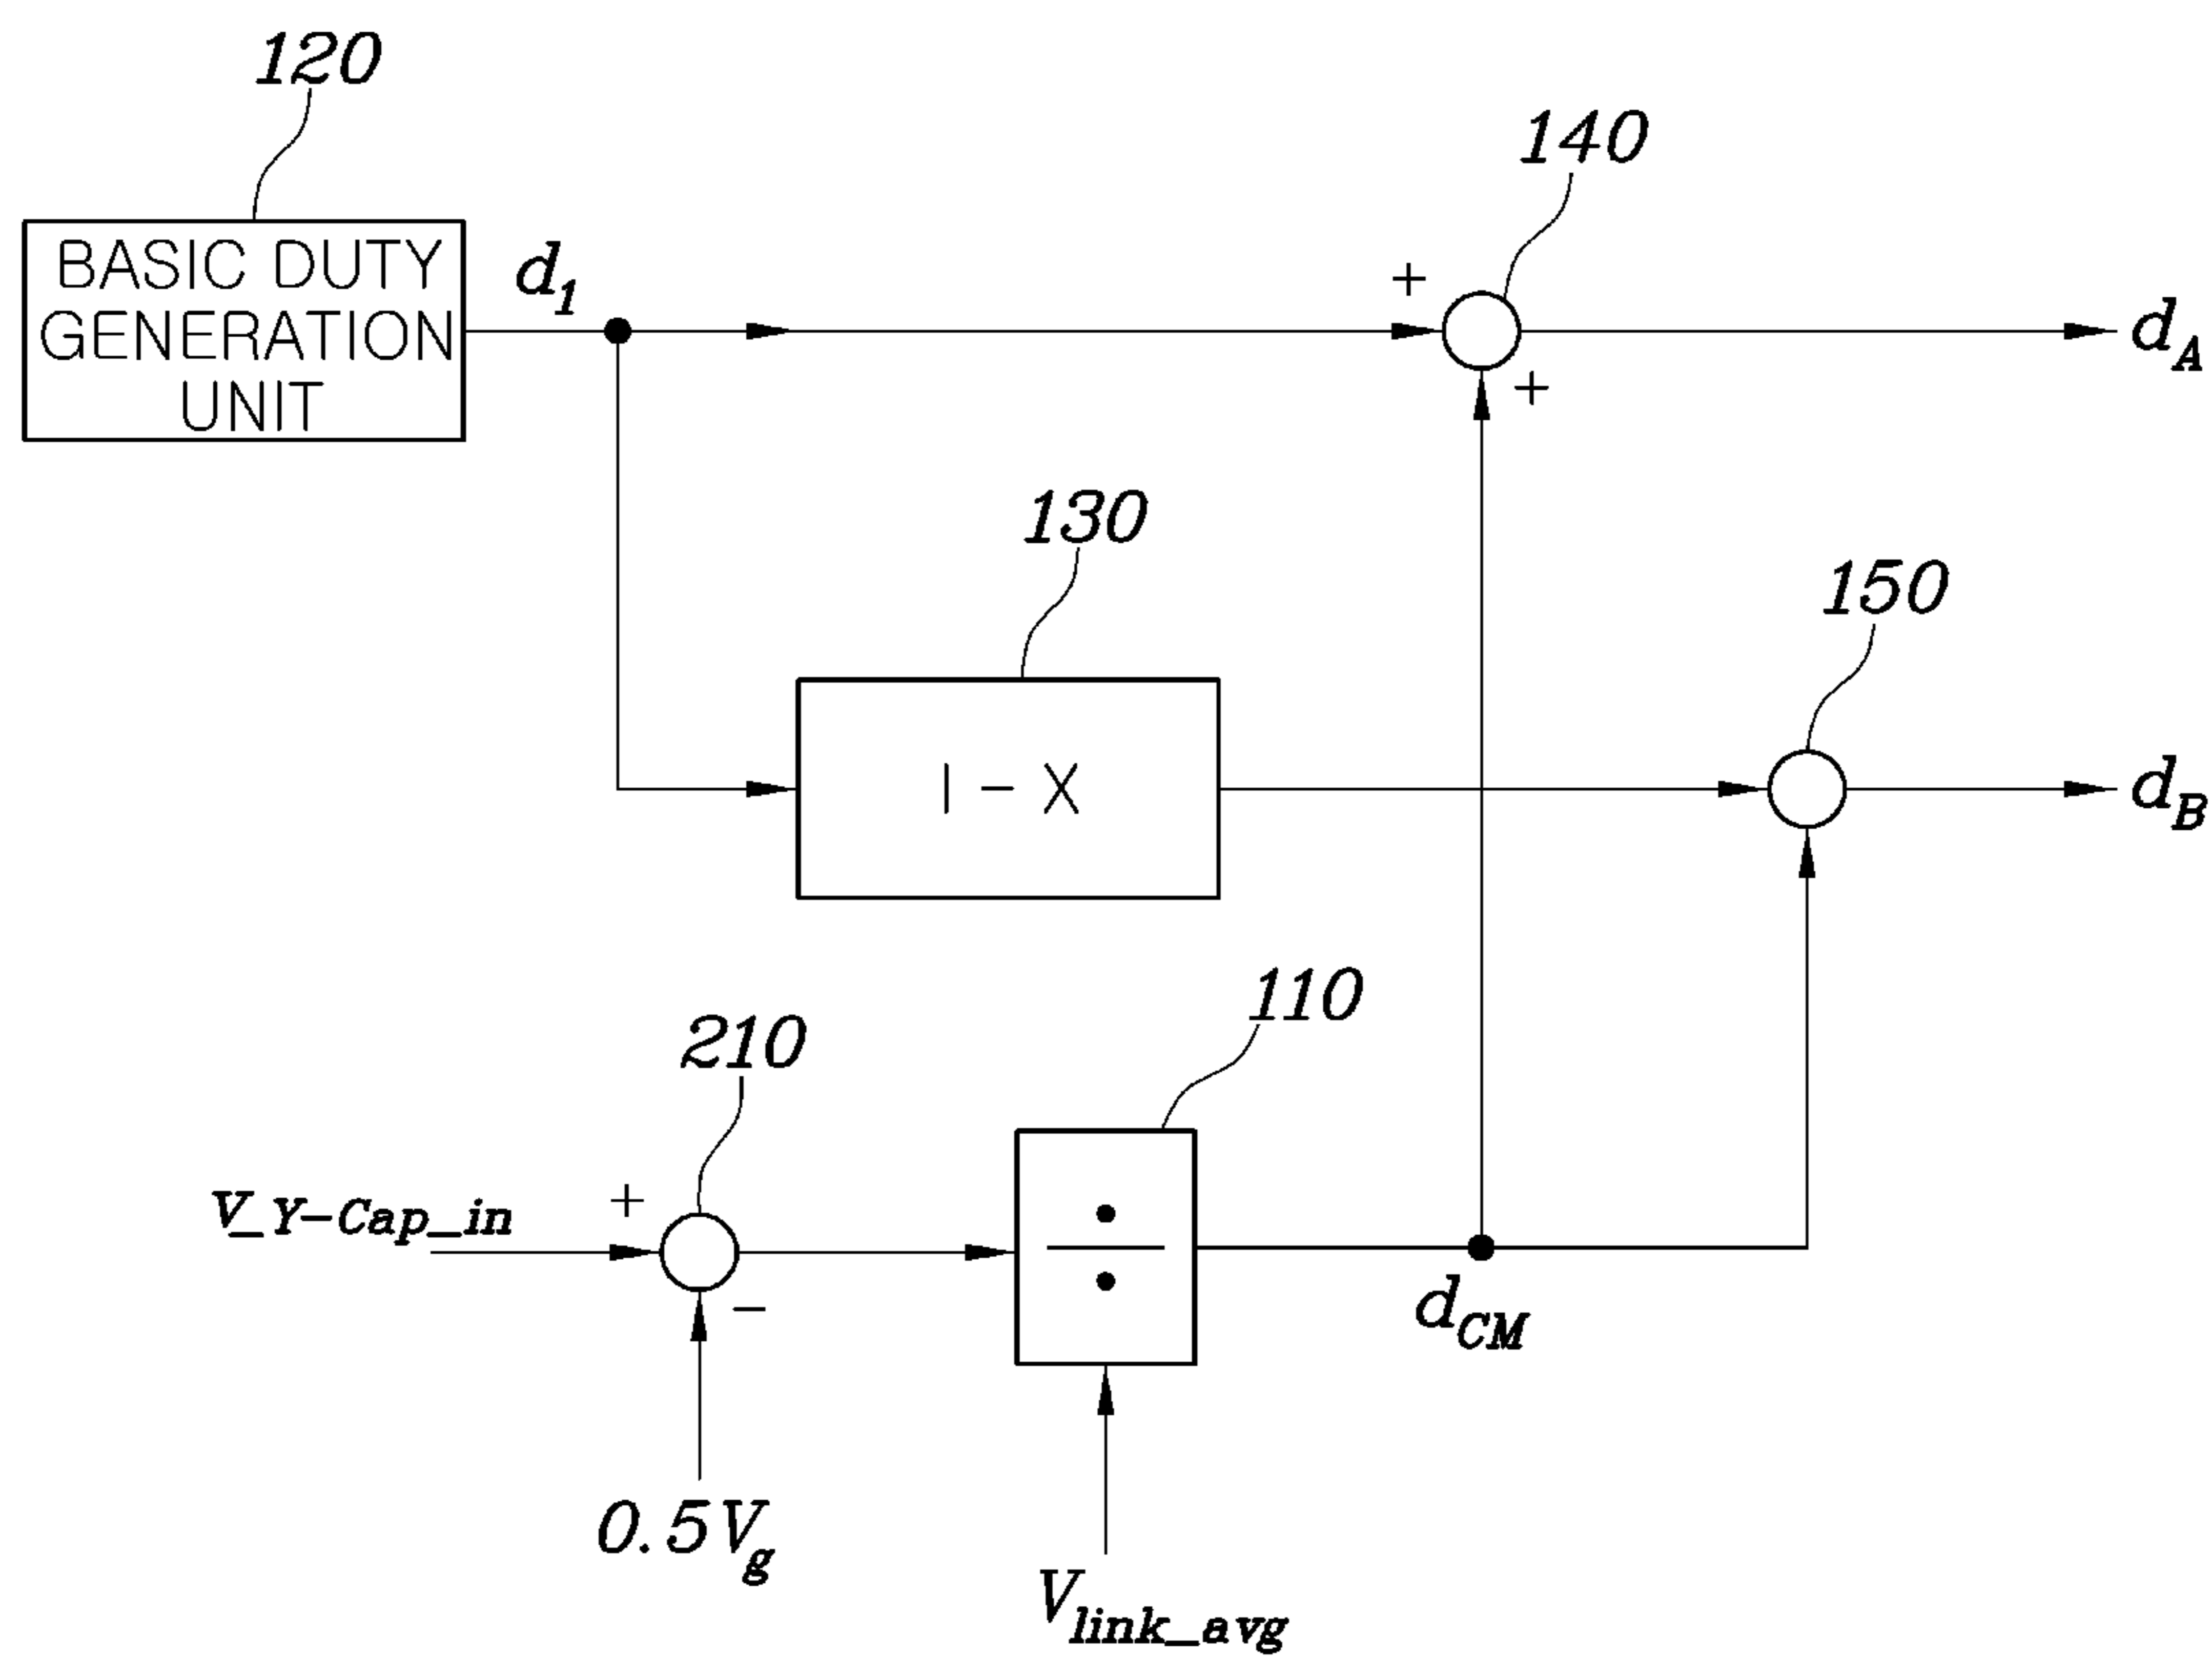 120
140
BASIC DUTY
GENERATION
UNIT
d1
+
+
dA
130
150
1 - X
dB
110
210
V_Y-Cap_in
+
-
÷
dCM
0.5Vg
Vlink_avg